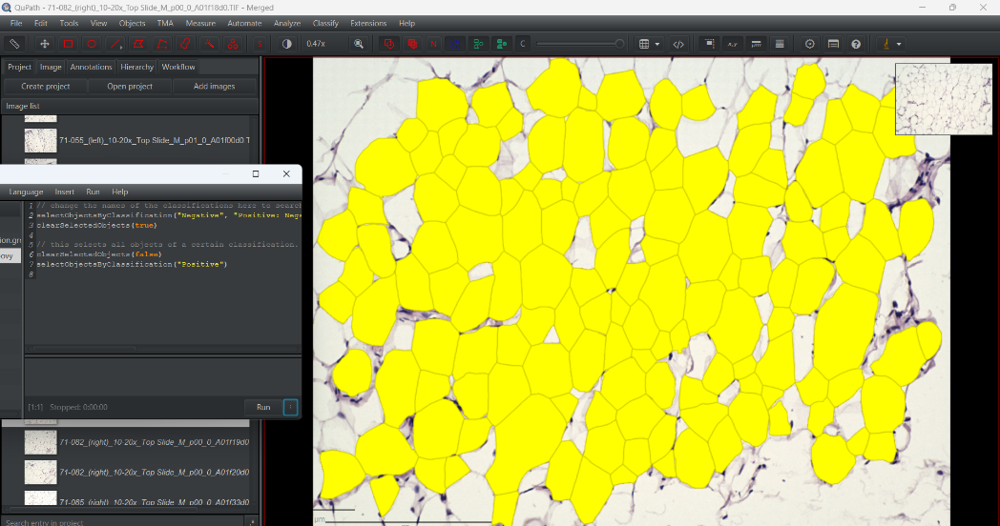 QuPath - 71-082_(right)_10-20x_Top Slide_M_p00_0_A01f18d0.TIF - Merged
File Edit Tools View Objects TMA Measure Automate Analyze Classify Extensions Help
0.47x
Project Image Annotations Hierarchy Workflow
Create project Open project Add images
Image list
71-055_(left)_10-20x_Top Slide_M_p01_0_A01f00d0.T
Language Insert Run Help
1 // change the names of the classifications here to search
2 selectObjectsByClassification("Negative", "Positive: Nega
3 clearSelectedObjects(true)
4
5 // this selects all objects of a certain classification.
6 clearSelectedObjects(false)
7 selectObjectsByClassification("Positive")
8
[1:1] Stopped: 0:00:00
Run
71-082_(right)_10-20x_Top Slide_M_p00_0_A01f19d0
71-082_(right)_10-20x_Top Slide_M_p00_0_A01f20d0
71-085_(right)_10-20x_Top Slide_M_p00_0_A01f33d0
Search entry in project